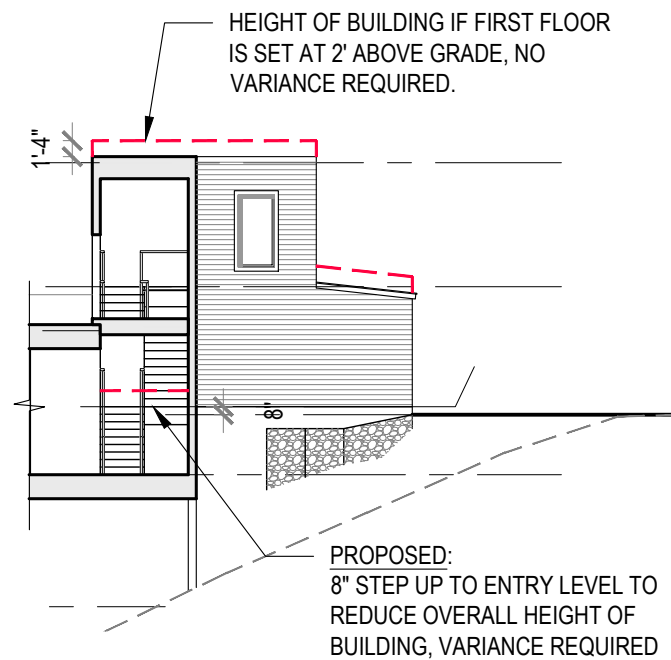 HEIGHT OF BUILDING IF FIRST FLOOR
IS SET AT 2' ABOVE GRADE, NO
VARIANCE REQUIRED.
1'-4"
8"
PROPOSED:
8" STEP UP TO ENTRY LEVEL TO
REDUCE OVERALL HEIGHT OF
BUILDING, VARIANCE REQUIRED